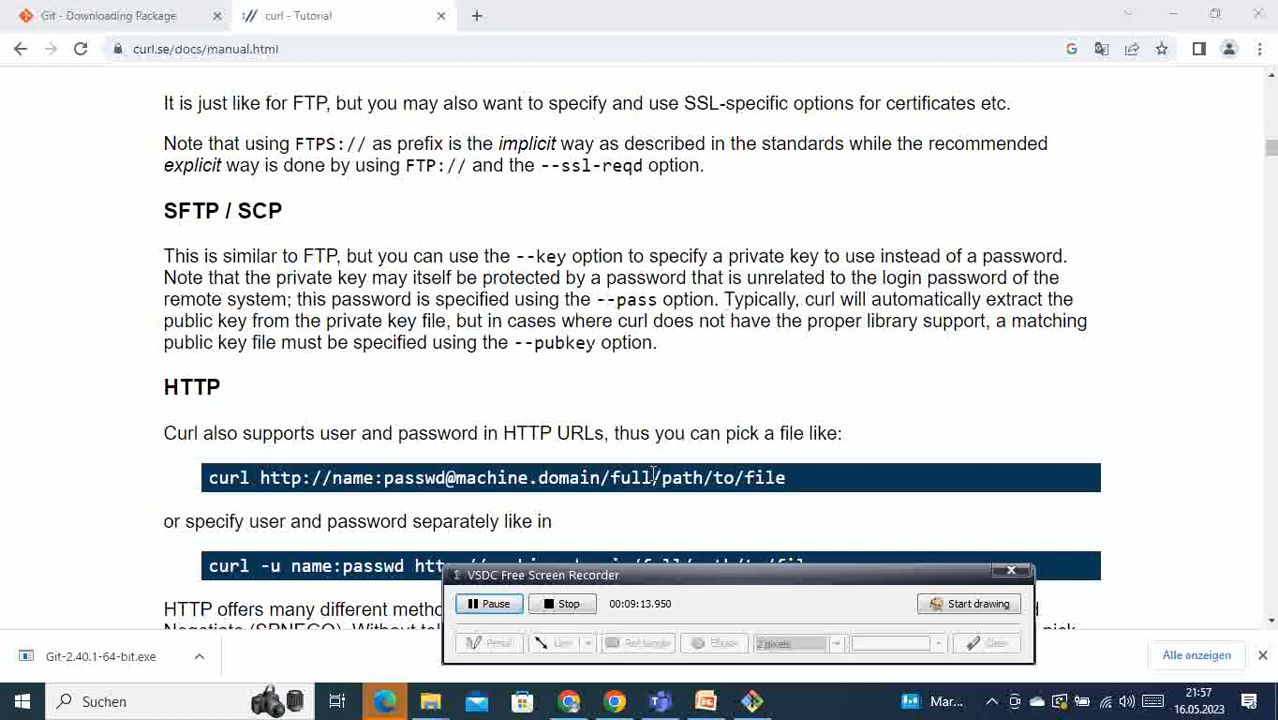 Git - Downloading Package
curl - Tutorial
curl.se/docs/manual.html
It is just like for FTP, but you may also want to specify and use SSL-specific options for certificates etc.
Note that using FTPS:// as prefix is the implicit way as described in the standards while the recommended
explicit way is done by using FTP:// and the --ssl-reqd option.
SFTP / SCP
This is similar to FTP, but you can use the --key option to specify a private key to use instead of a password.
Note that the private key may itself be protected by a password that is unrelated to the login password of the
remote system; this password is specified using the --pass option. Typically, curl will automatically extract the
public key from the private key file, but in cases where curl does not have the proper library support, a matching
public key file must be specified using the --pubkey option.
HTTP
Curl also supports user and password in HTTP URLs, thus you can pick a file like:
curl http://name:passwd@machine.domain/full/path/to/file
or specify user and password separately like in
curl -u name:passwd
VSDC Free Screen Recorder
Pause
Stop
00:09:13.950
Start drawing
HTTP offers many different
Pencil
Line
Rectangle
Ellipse
2 pixels
Clear
Git-2.40.1-64-bit.exe
Alle anzeigen
Suchen
Mar...
21:57
16.05.2023